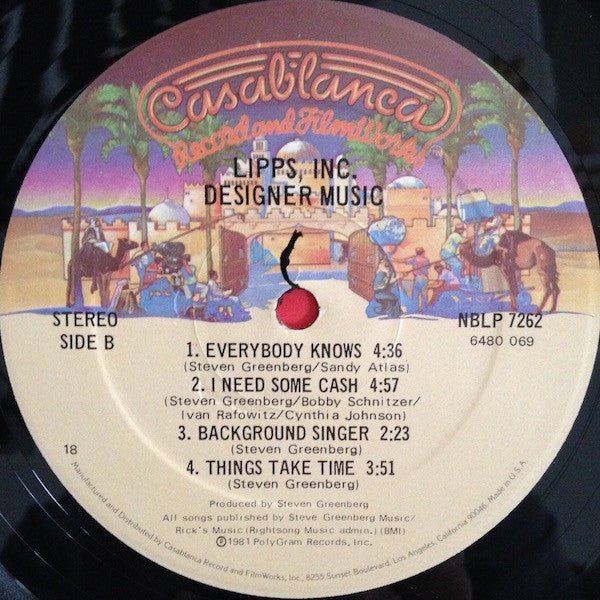 Casablanca
Record and FilmWorks
LIPPS, INC.
DESIGNER MUSIC
STEREO
SIDE B
NBLP 7262
6480 069
1. EVERYBODY KNOWS 4:36
(Steven Greenberg/Sandy Atlas)
2. I NEED SOME CASH 4:57
(Steven Greenberg/Bobby Schnitzer/
Ivan Rafowitz/Cynthia Johnson)
3. BACKGROUND SINGER 2:23
(Steven Greenberg)
4. THINGS TAKE TIME 3:51
(Steven Greenberg)
18
Produced by Steven Greenberg
All songs published by Steve Greenberg Music/
Rick's Music (Rightsong Music admin.) (BMI)
Ⓟ1981 PolyGram Records, Inc.
Manufactured and Distributed by Casablanca Record and FilmWorks, Inc., 8255 Sunset Boulevard, Los Angeles, California 90046. Made in U.S.A.